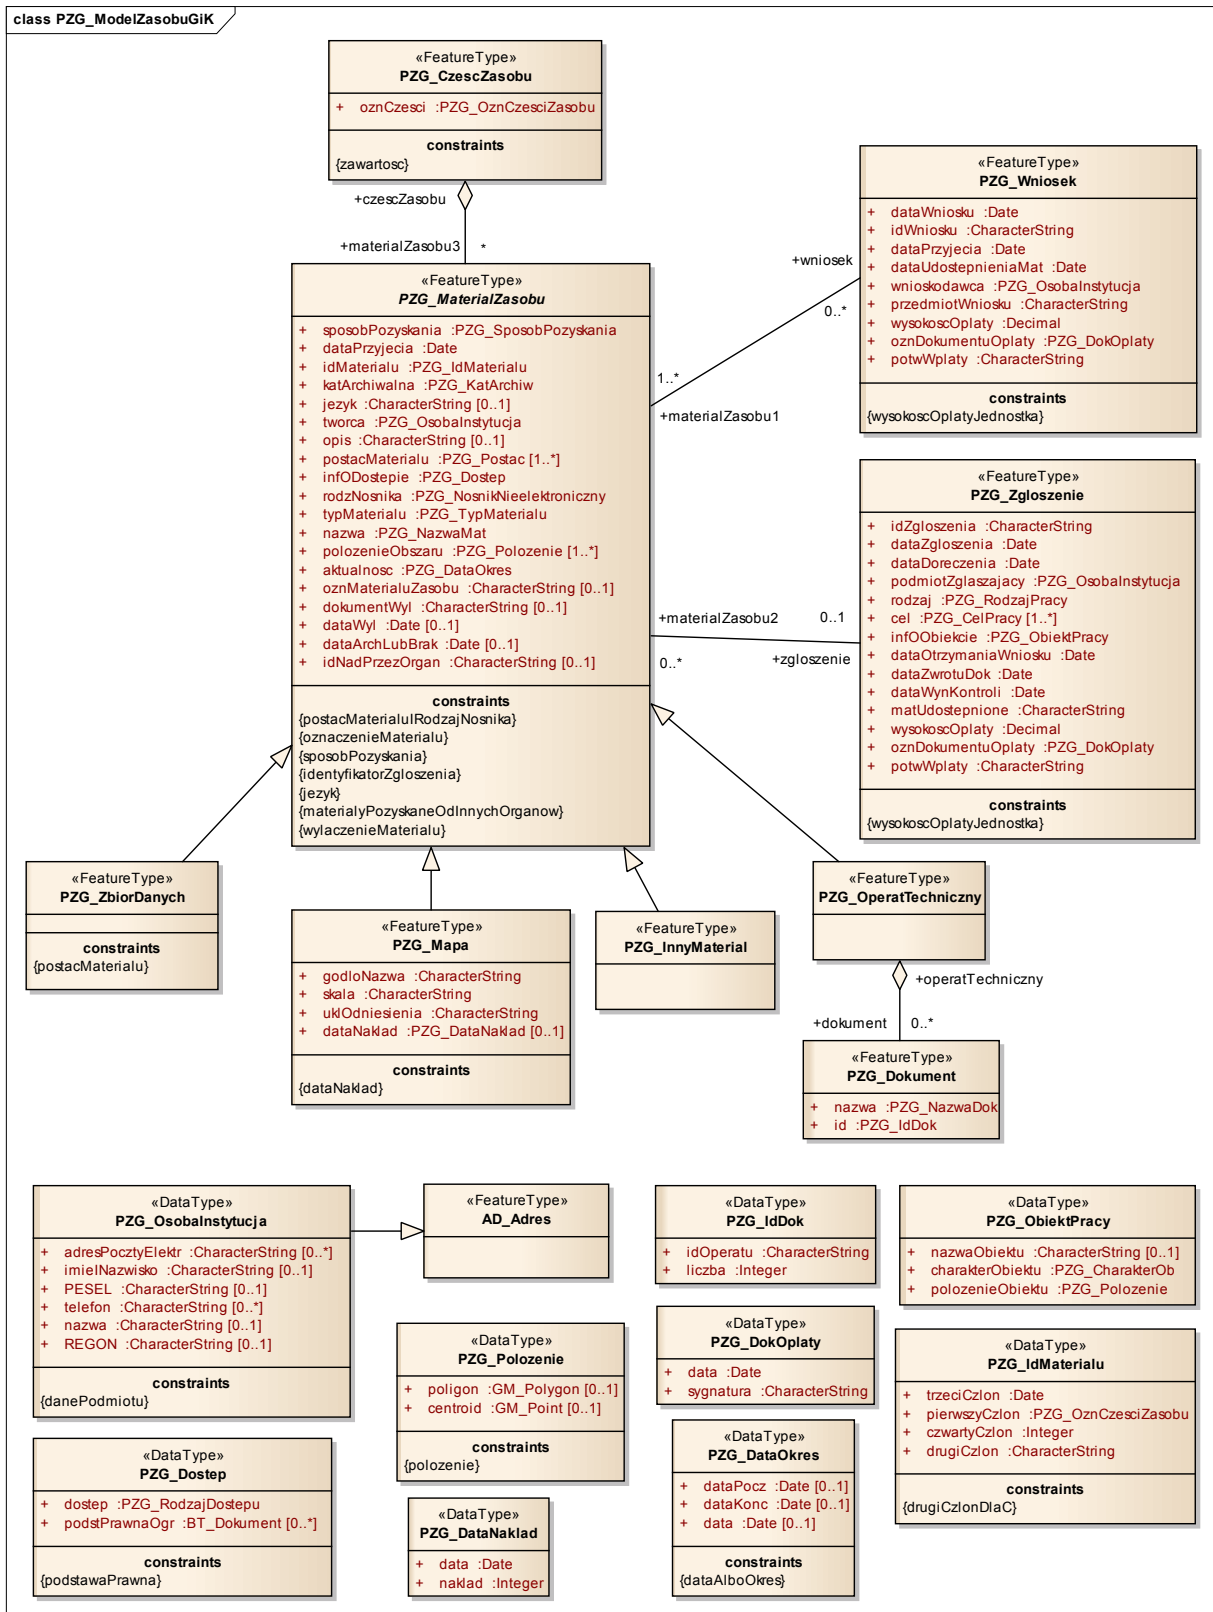 class PZG_ModelZasobuGiK
«FeatureType»
PZG_CzescZasobu
+ oznCzesci :PZG_OznCzesciZasobu
constraints
{zawartosc}
+czescZasobu
+materialZasobu3 *
«FeatureType»
PZG_MaterialZasobu
+ sposobPozyskania :PZG_SposobPozyskania
+ dataPrzyjecia :Date
+ idMaterialu :PZG_IdMaterialu
+ katArchiwalna :PZG_KatArchiw
+ jezyk :CharacterString [0..1]
+ tworca :PZG_OsobaInstytucja
+ opis :CharacterString [0..1]
+ postacMaterialu :PZG_Postac [1..*]
+ infODostepie :PZG_Dostep
+ rodzNosnika :PZG_NosnikNieelektroniczny
+ typMaterialu :PZG_TypMaterialu
+ nazwa :PZG_NazwaMat
+ polozenieObszaru :PZG_Polozenie [1..*]
+ aktualnosc :PZG_DataOkres
+ oznMaterialuZasobu :CharacterString [0..1]
+ dokumentWyl :CharacterString [0..1]
+ dataWyl :Date [0..1]
+ dataArchLubBrak :Date [0..1]
+ idNadPrzezOrgan :CharacterString [0..1]
constraints
{postacMaterialuIRodzajNosnika}
{oznaczenieMaterialu}
{sposobPozyskania}
{identyfikatorZgloszenia}
{jezyk}
{materialyPozyskaneOdInnychOrganow}
{wylaczenieMaterialu}
+wniosek
0..*
1..*
+materialZasobu1
«FeatureType»
PZG_Wniosek
+ dataWniosku :Date
+ idWniosku :CharacterString
+ dataPrzyjecia :Date
+ dataUdostepnieniaMat :Date
+ wnioskodawca :PZG_OsobaInstytucja
+ przedmiotWniosku :CharacterString
+ wysokoscOplaty :Decimal
+ oznDokumentuOplaty :PZG_DokOplaty
+ potwWplaty :CharacterString
constraints
{wysokoscOplatyJednostka}
+materialZasobu2 0..1
0..* +zgloszenie
«FeatureType»
PZG_Zgloszenie
+ idZgloszenia :CharacterString
+ dataZgloszenia :Date
+ dataDoreczenia :Date
+ podmiotZglaszajacy :PZG_OsobaInstytucja
+ rodzaj :PZG_RodzajPracy
+ cel :PZG_CelPracy [1..*]
+ infOObiekcie :PZG_ObiektPracy
+ dataOtrzymaniaWniosku :Date
+ dataZwrotuDok :Date
+ dataWynKontroli :Date
+ matUdostepnione :CharacterString
+ wysokoscOplaty :Decimal
+ oznDokumentuOplaty :PZG_DokOplaty
+ potwWplaty :CharacterString
constraints
{wysokoscOplatyJednostka}
«FeatureType»
PZG_ZbiorDanych
constraints
{postacMaterialu}
«FeatureType»
PZG_Mapa
+ godloNazwa :CharacterString
+ skala :CharacterString
+ uklOdniesienia :CharacterString
+ dataNaklad :PZG_DataNaklad [0..1]
constraints
{dataNaklad}
«FeatureType»
PZG_InnyMaterial
«FeatureType»
PZG_OperatTechniczny
+operatTechniczny
+dokument 0..*
«FeatureType»
PZG_Dokument
+ nazwa :PZG_NazwaDok
+ id :PZG_IdDok
«DataType»
PZG_OsobaInstytucja
+ adresPocztyElektr :CharacterString [0..*]
+ imieINazwisko :CharacterString [0..1]
+ PESEL :CharacterString [0..1]
+ telefon :CharacterString [0..*]
+ nazwa :CharacterString [0..1]
+ REGON :CharacterString [0..1]
constraints
{danePodmiotu}
«FeatureType»
AD_Adres
«DataType»
PZG_IdDok
+ idOperatu :CharacterString
+ liczba :Integer
«DataType»
PZG_ObiektPracy
+ nazwaObiektu :CharacterString [0..1]
+ charakterObiektu :PZG_CharakterOb
+ polozenieObiektu :PZG_Polozenie
«DataType»
PZG_Polozenie
+ poligon :GM_Polygon [0..1]
+ centroid :GM_Point [0..1]
constraints
{polozenie}
«DataType»
PZG_DokOplaty
+ data :Date
+ sygnatura :CharacterString
«DataType»
PZG_IdMaterialu
+ trzeciCzlon :Date
+ pierwszyCzlon :PZG_OznCzesciZasobu
+ czwartyCzlon :Integer
+ drugiCzlon :CharacterString
constraints
{drugiCzlonDlaC}
«DataType»
PZG_Dostep
+ dostep :PZG_RodzajDostepu
+ podstPrawnaOgr :BT_Dokument [0..*]
constraints
{podstawaPrawna}
«DataType»
PZG_DataNaklad
+ data :Date
+ naklad :Integer
«DataType»
PZG_DataOkres
+ dataPocz :Date [0..1]
+ dataKonc :Date [0..1]
+ data :Date [0..1]
constraints
{dataAlboOkres}